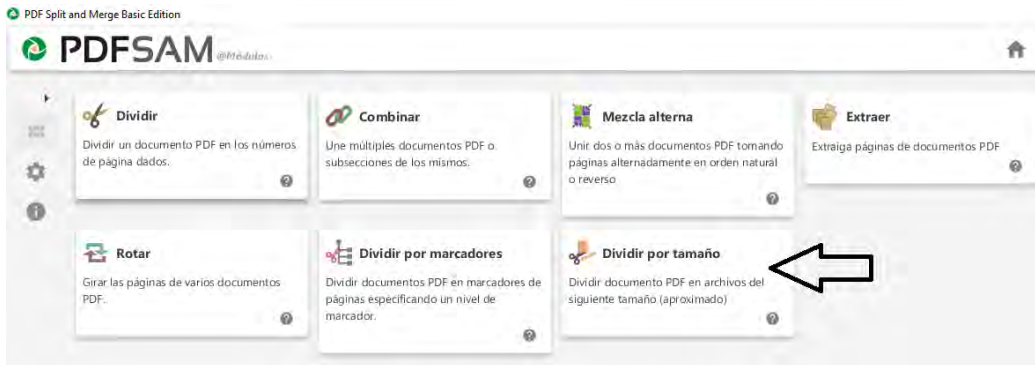 PDF Split and Merge Basic Edition
PDFSAM @Módulos
Dividir
Dividir un documento PDF en los números
de página dados.
Combinar
Une múltiples documentos PDF o
subsecciones de los mismos.
Mezcla alterna
Unir dos o más documentos PDF tomando
páginas alternadamente en orden natural
o reverso
Extraer
Extraiga páginas de documentos PDF
Rotar
Girar las páginas de varios documentos
PDF.
Dividir por marcadores
Dividir documentos PDF en marcadores de
páginas especificando un nivel de
marcador.
Dividir por tamaño
Dividir documento PDF en archivos del
siguiente tamaño (aproximado)